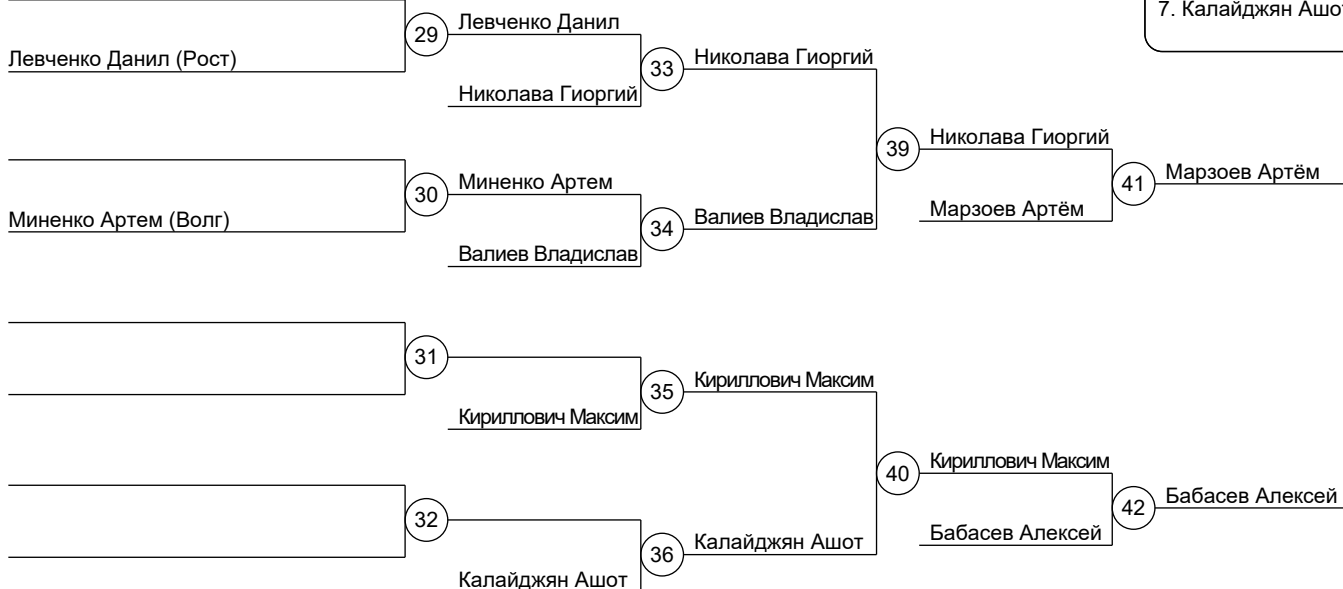 7. Калайджян Ашот
29
Левченко Данил
Левченко Данил (Рост)
33
Николава Гиоргий
Николава Гиоргий
39
Николава Гиоргий
30
Миненко Артем
41
Марзоев Артём
Миненко Артем (Волг)
34
Валиев Владислав
Марзоев Артём
Валиев Владислав
31
35
Кириллович Максим
Кириллович Максим
40
Кириллович Максим
32
42
Бабасев Алексей
36
Калайджян Ашот
Бабасев Алексей
Калайджян Ашот